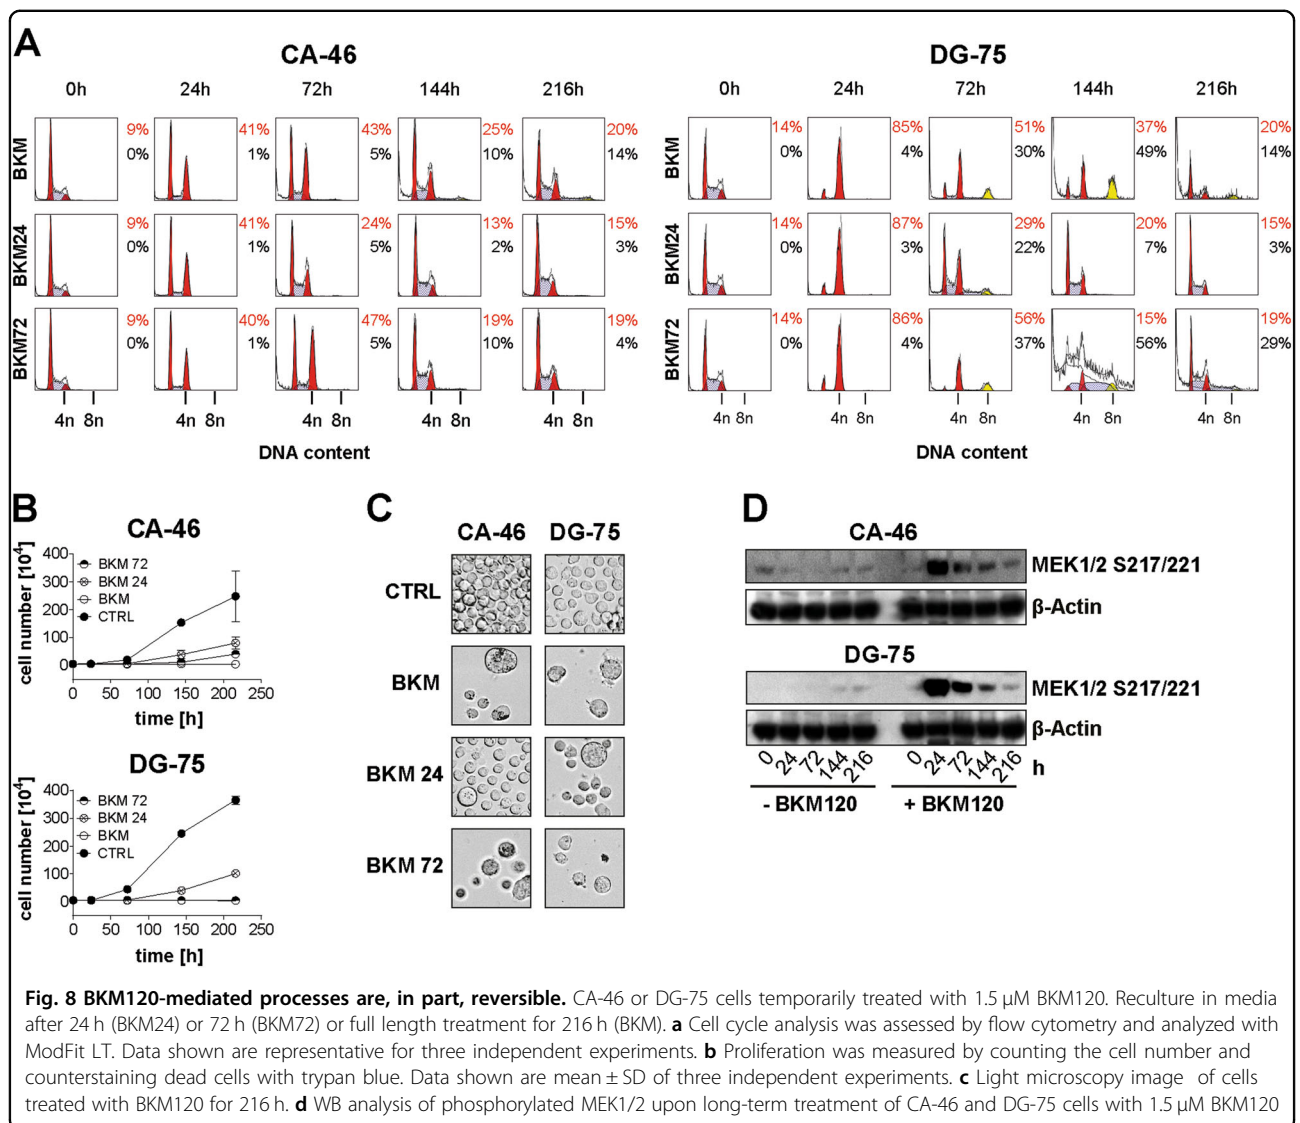 A
CA-46
DG-75
0h 24h 72h 144h 216h
0h 24h 72h 144h 216h
BKM
9% 41% 43% 25% 20%
0% 1% 5% 10% 14%
14% 85% 51% 37% 20%
0% 4% 30% 49% 14%
BKM24
9% 41% 24% 13% 15%
0% 1% 5% 2% 3%
14% 87% 29% 20% 15%
0% 3% 22% 7% 3%
BKM72
9% 40% 47% 19% 19%
0% 1% 5% 10% 4%
14% 86% 56% 15% 19%
0% 4% 37% 56% 29%
4n 8n 4n 8n 4n 8n 4n 8n 4n 8n
4n 8n 4n 8n 4n 8n 4n 8n 4n 8n
DNA content
DNA content
B
CA-46
cell number [10⁴]
400
300
200
100
0
BKM 72
BKM 24
BKM
CTRL
0 50 100 150 200 250
time [h]
DG-75
cell number [10⁴]
400
300
200
100
0
BKM 72
BKM 24
BKM
CTRL
0 50 100 150 200 250
time [h]
C
CA-46 DG-75
CTRL
BKM
BKM 24
BKM 72
D
CA-46
MEK1/2 S217/221
β-Actin
DG-75
MEK1/2 S217/221
β-Actin
0 24 72 144 216 0 24 72 144 216 h
- BKM120 + BKM120
Fig. 8 BKM120-mediated processes are, in part, reversible. CA-46 or DG-75 cells temporarily treated with 1.5 µM BKM120. Reculture in media
after 24 h (BKM24) or 72 h (BKM72) or full length treatment for 216 h (BKM). a Cell cycle analysis was assessed by flow cytometry and analyzed with
ModFit LT. Data shown are representative for three independent experiments. b Proliferation was measured by counting the cell number and
counterstaining dead cells with trypan blue. Data shown are mean ± SD of three independent experiments. c Light microscopy image of cells
treated with BKM120 for 216 h. d WB analysis of phosphorylated MEK1/2 upon long-term treatment of CA-46 and DG-75 cells with 1.5 µM BKM120